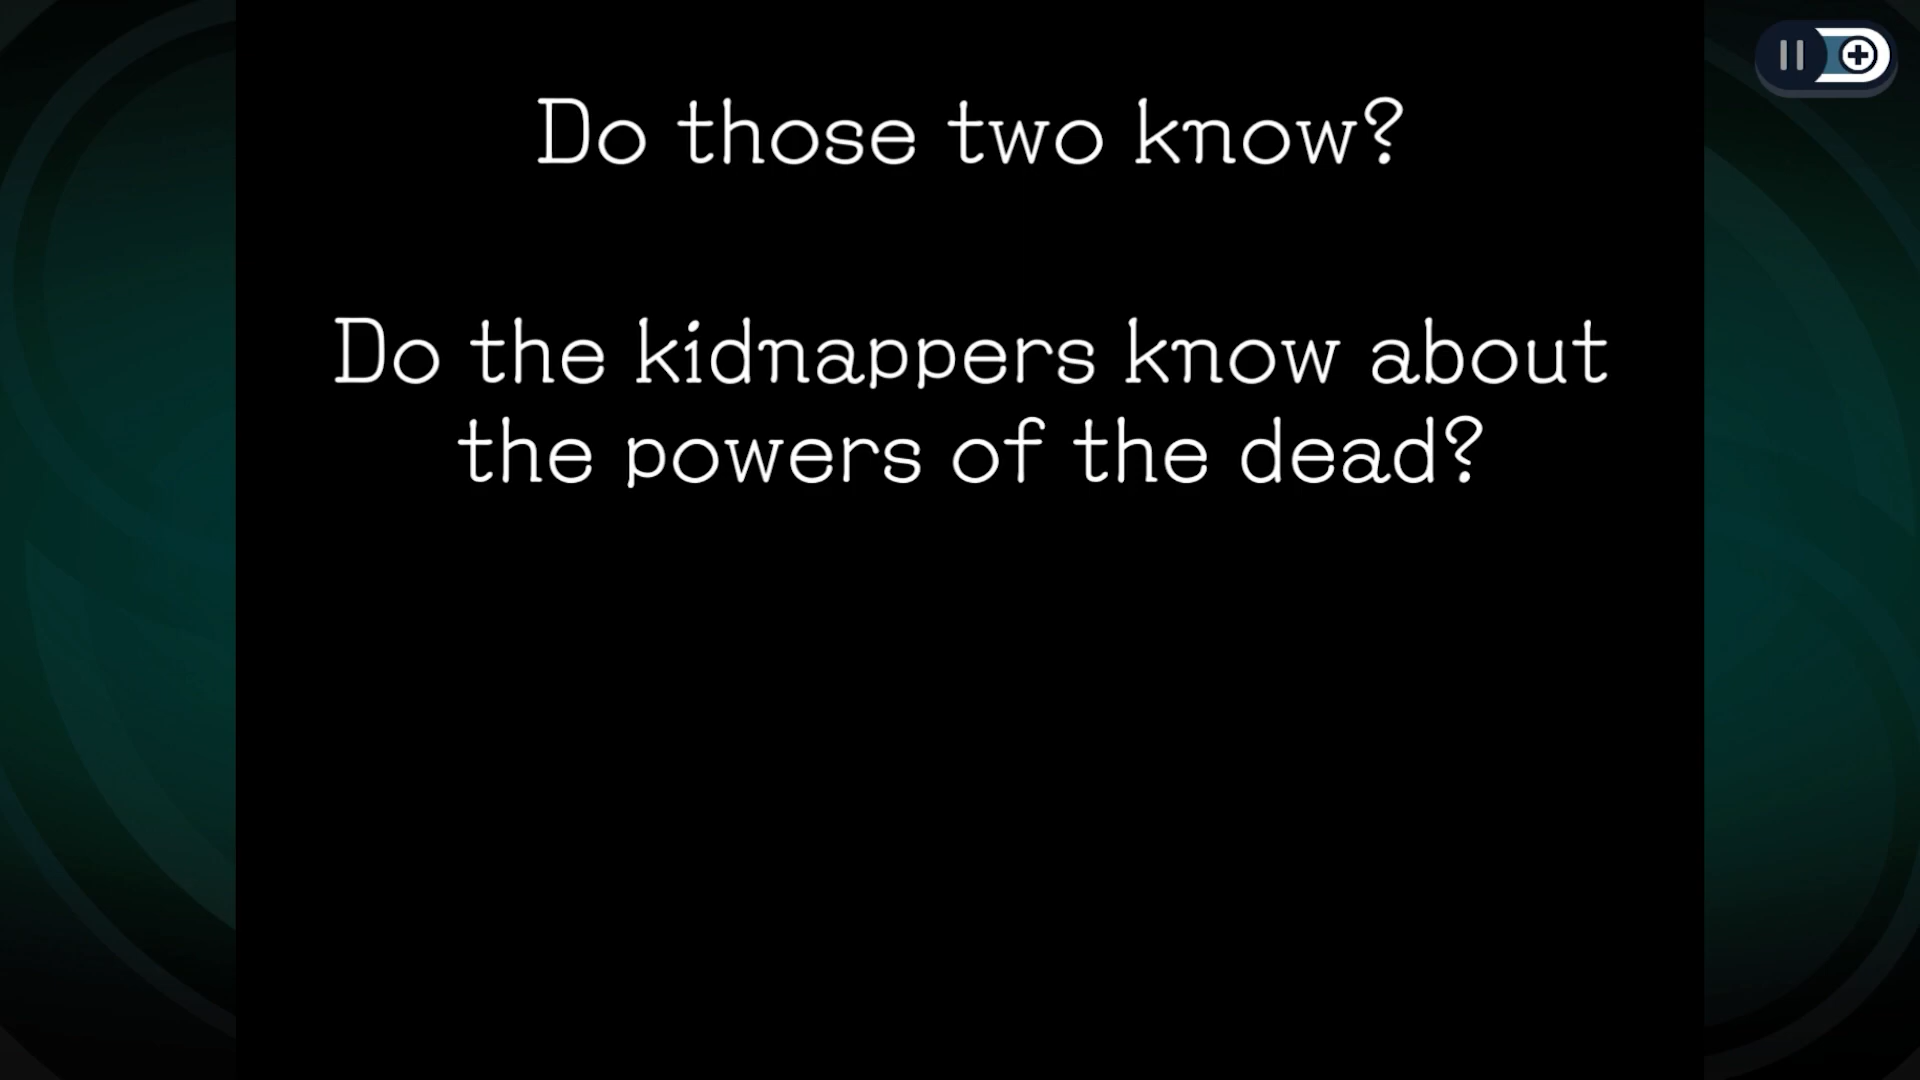 Do those two know?
Do the kidnappers know about
the powers of the dead?